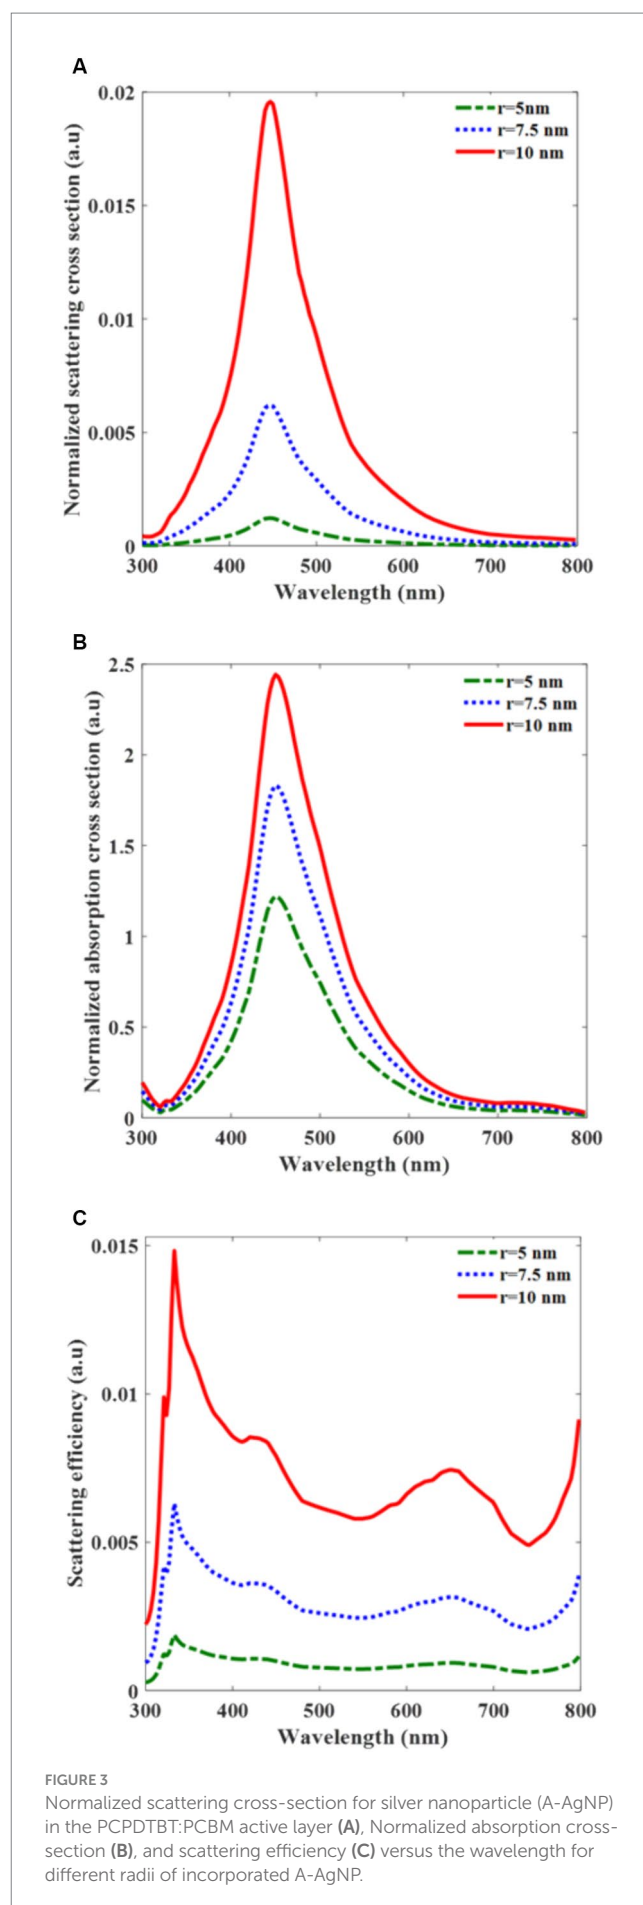 A
Normalized scattering cross section (a.u)
0.02
0.015
0.01
0.005
0
r=5nm
r=7.5 nm
r=10 nm
300 400 500 600 700 800
Wavelength (nm)
B
Normalized absorption cross section (a.u)
2.5
2
1.5
1
0.5
0
r=5 nm
r=7.5 nm
r=10 nm
300 400 500 600 700 800
Wavelength (nm)
C
Scattering efficiency (a.u)
0.015
0.01
0.005
0
r=5 nm
r=7.5 nm
r=10 nm
300 400 500 600 700 800
Wavelength (nm)
FIGURE 3
Normalized scattering cross-section for silver nanoparticle (A-AgNP)
in the PCPDTBT:PCBM active layer (A), Normalized absorption cross-
section (B), and scattering efficiency (C) versus the wavelength for
different radii of incorporated A-AgNP.